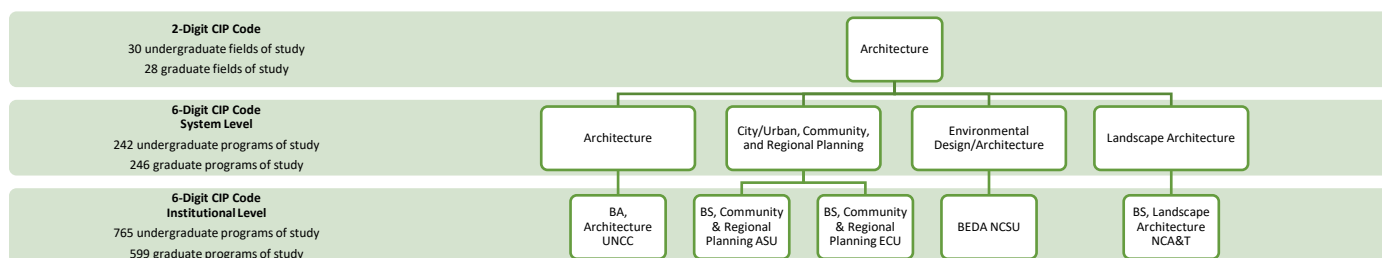 2-Digit CIP Code
30 undergraduate fields of study
28 graduate fields of study
Architecture
6-Digit CIP Code
System Level
242 undergraduate programs of study
246 graduate programs of study
Architecture
City/Urban, Community,
and Regional Planning
Environmental
Design/Architecture
Landscape Architecture
6-Digit CIP Code
Institutional Level
765 undergraduate programs of study
599 graduate programs of study
BA,
Architecture
UNCC
BS, Community
& Regional
Planning ASU
BS, Community
& Regional
Planning ECU
BEDA NCSU
BS, Landscape
Architecture
NCA&T